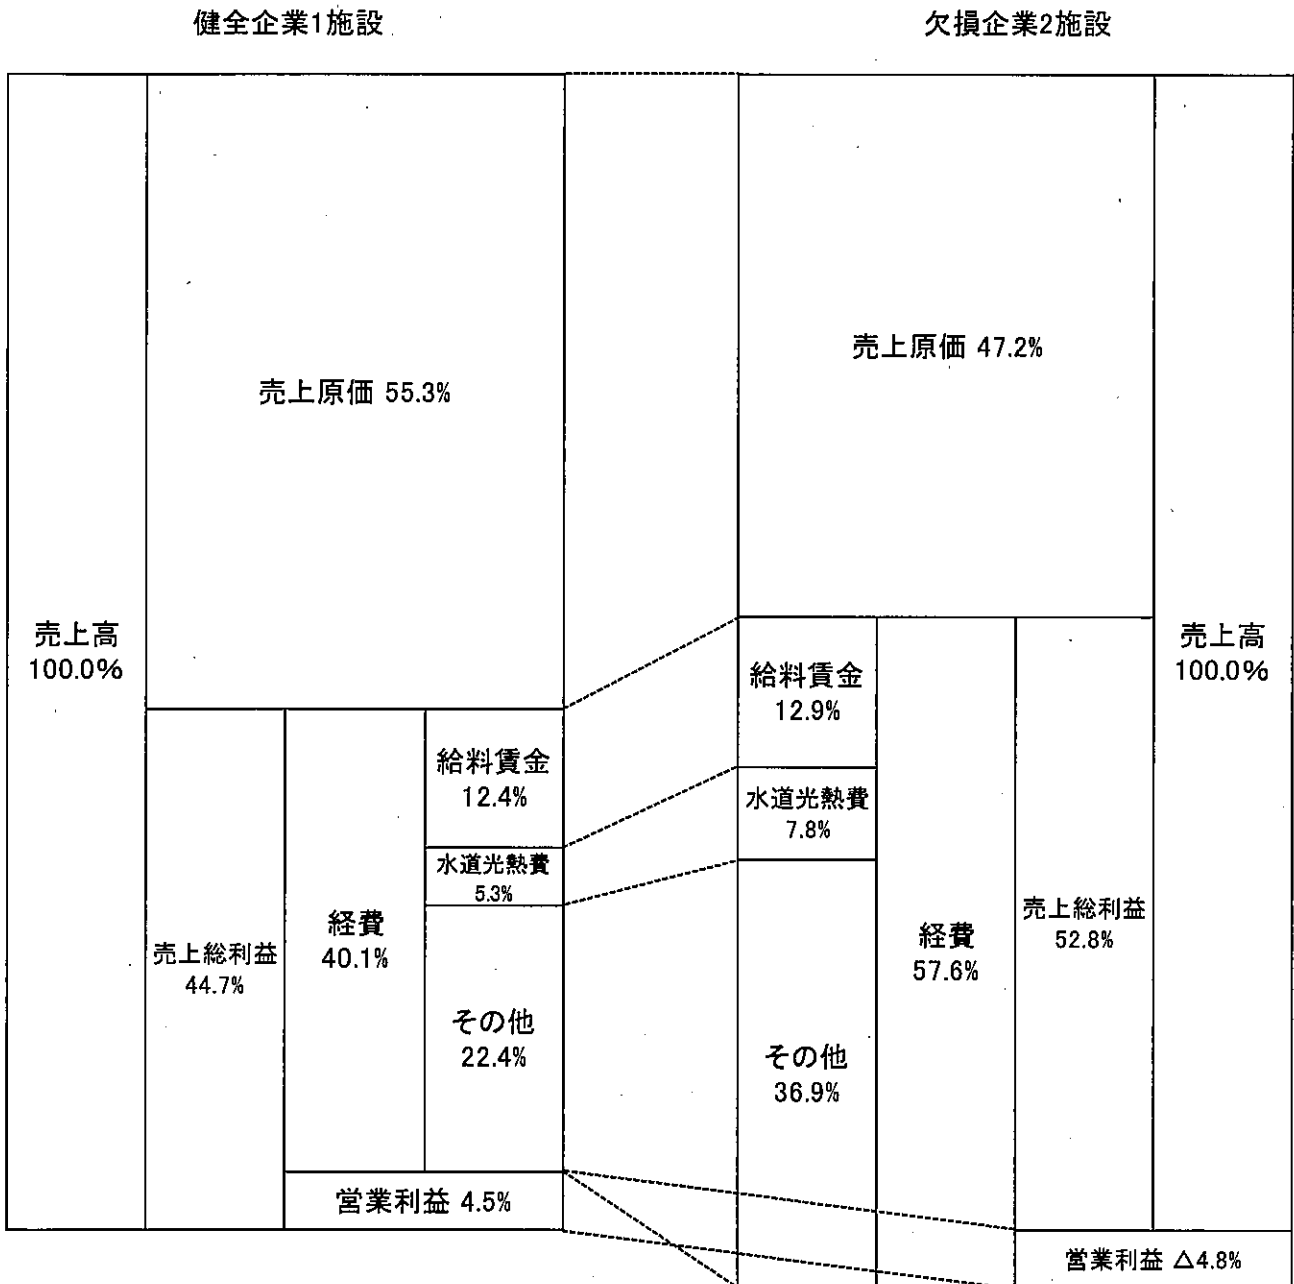 健全企業1施設
欠損企業2施設
売上高
100.0%
売上原価 55.3%
売上総利益
44.7%
経費
40.1%
給料賃金
12.4%
水道光熱費
5.3%
その他
22.4%
営業利益 4.5%
売上原価 47.2%
給料賃金
12.9%
水道光熱費
7.8%
その他
36.9%
経費
57.6%
売上総利益
52.8%
売上高
100.0%
営業利益 △4.8%